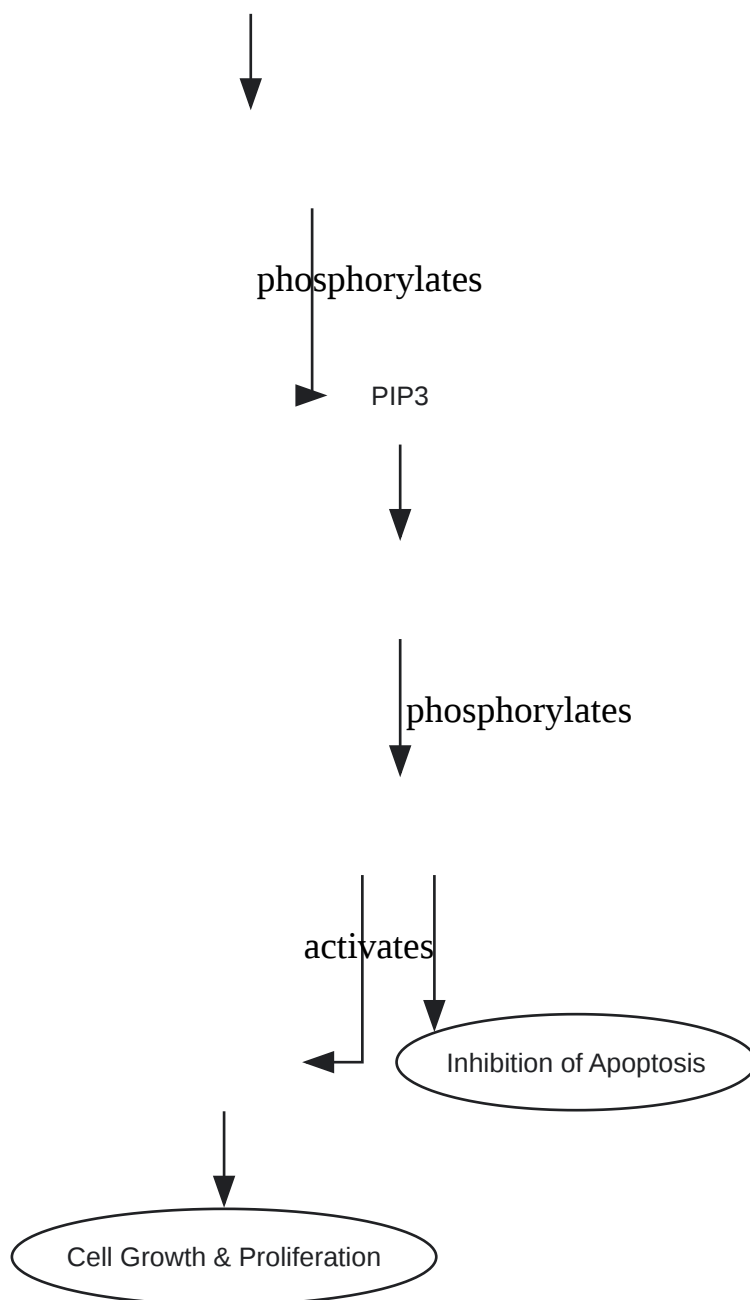 phosphorylates
PIP3
phosphorylates
activates
Inhibition of Apoptosis
Cell Growth & Proliferation